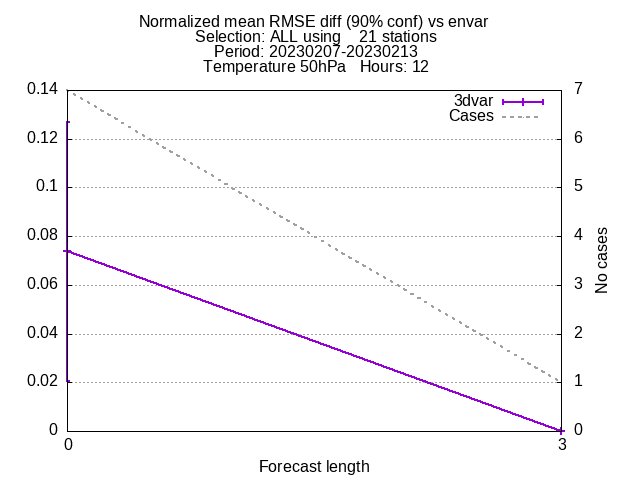 Normalized mean RMSE diff (90% conf) vs envar
Selection: ALL using    21 stations
Period: 20230207-20230213
Temperature 50hPa   Hours: 12
0.14
0.12
0.1
0.08
0.06
0.04
0.02
0
7
6
5
4
3
2
1
0
3dvar
Cases
No cases
0
3
Forecast length